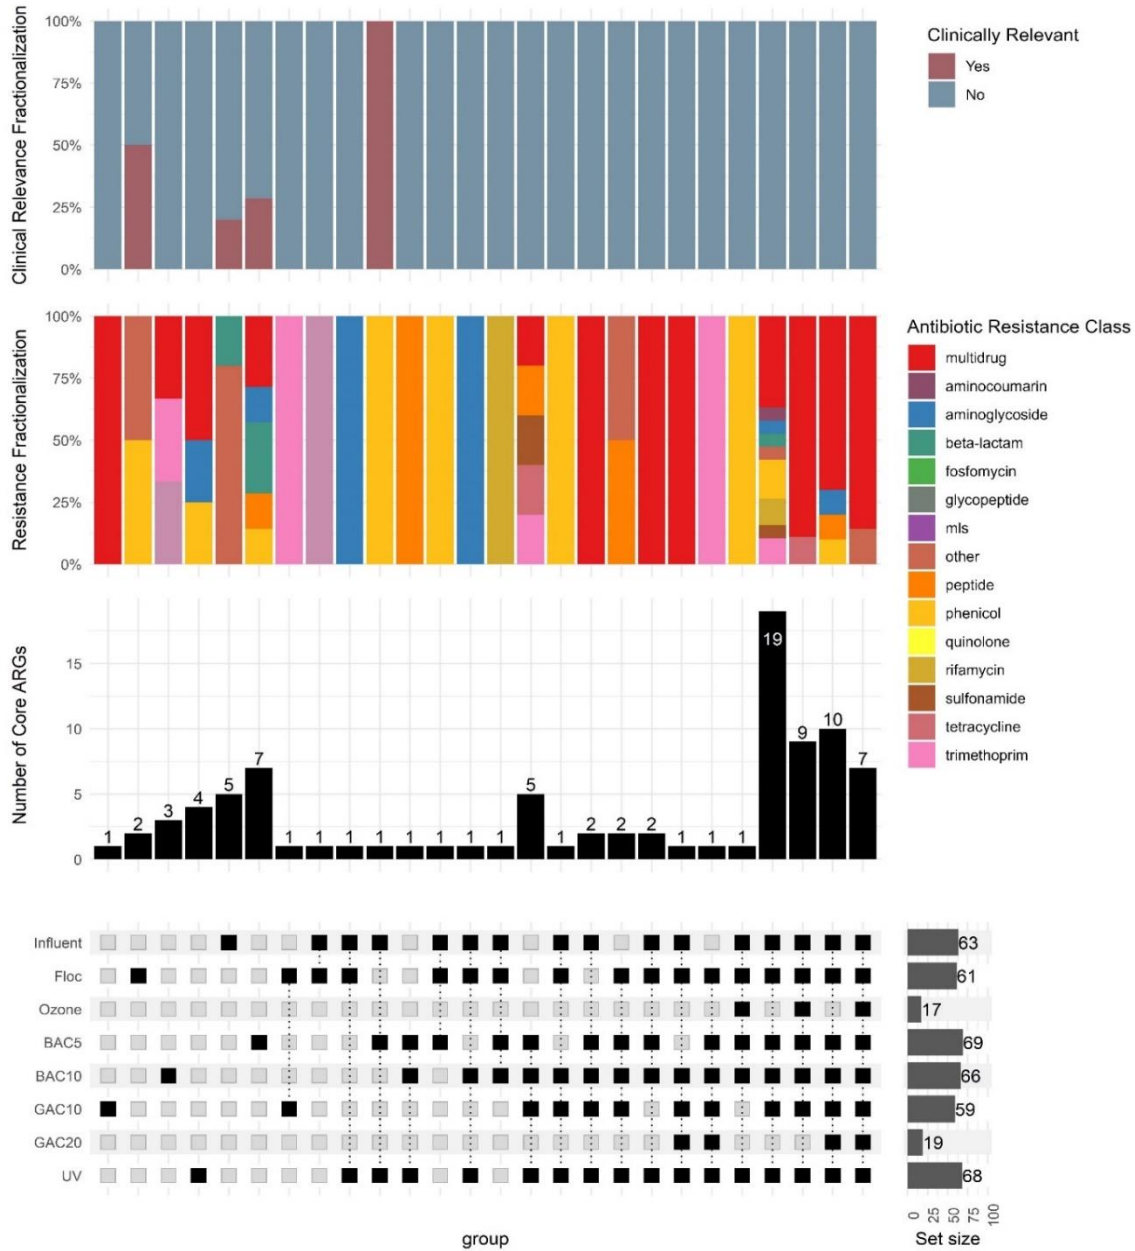 Clinical Relevance Fractionalization
100%
75%
50%
25%
0%
Clinically Relevant
Yes
No
Resistance Fractionalization
100%
75%
50%
25%
0%
Antibiotic Resistance Class
multidrug
aminocoumarin
aminoglycoside
beta-lactam
fosfomycin
glycopeptide
mls
other
peptide
phenicol
quinolone
rifamycin
sulfonamide
tetracycline
trimethoprim
Number of Core ARGs
15
10
5
0
1 2 3 4 5 7 1 1 1 1 1 1 1 1 5 1 2 2 2 1 1 1 19 9 10 7
Influent 63
Floc 61
Ozone 17
BAC5 69
BAC10 66
GAC10 59
GAC20 19
UV 68
0 25 50 75 100
group
Set size